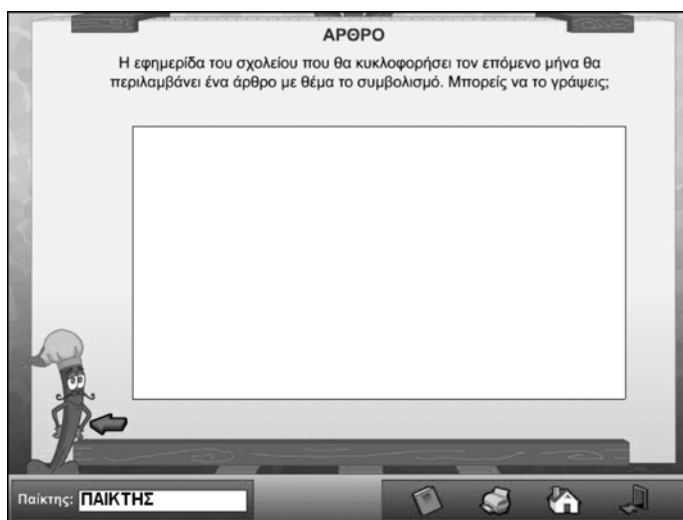 ΑΡΘΡΟ
Η εφημερίδα του σχολείου που θα κυκλοφορήσει τον επόμενο μήνα θα
περιλαμβάνει ένα άρθρο με θέμα το συμβολισμό. Μπορείς να το γράψεις;
Παίκτης: ΠΑΙΚΤΗΣ